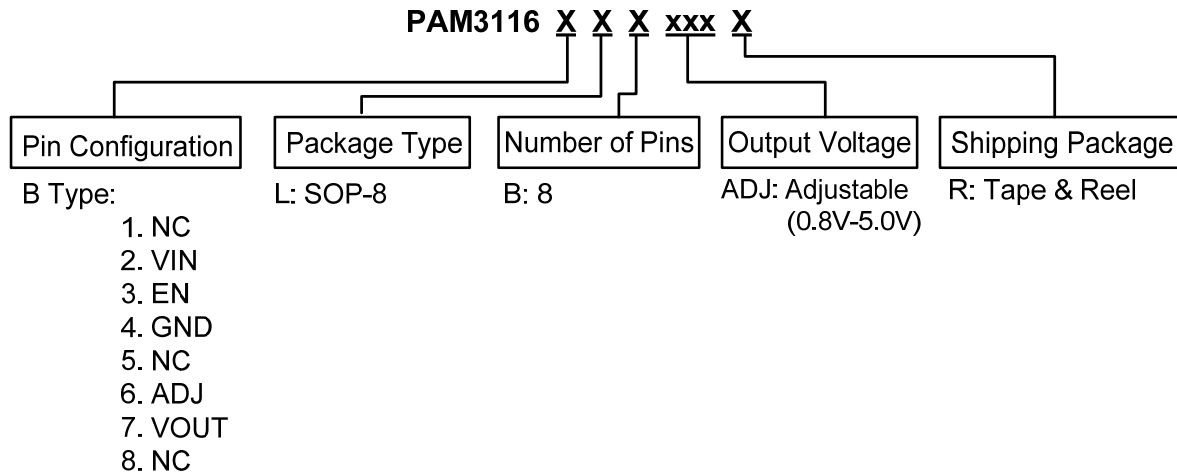 PAM3116 X X X xxx X
Pin Configuration
B Type:
1. NC
2. VIN
3. EN
4. GND
5. NC
6. ADJ
7. VOUT
8. NC
Package Type
L: SOP-8
Number of Pins
B: 8
Output Voltage
ADJ: Adjustable
(0.8V-5.0V)
Shipping Package
R: Tape & Reel